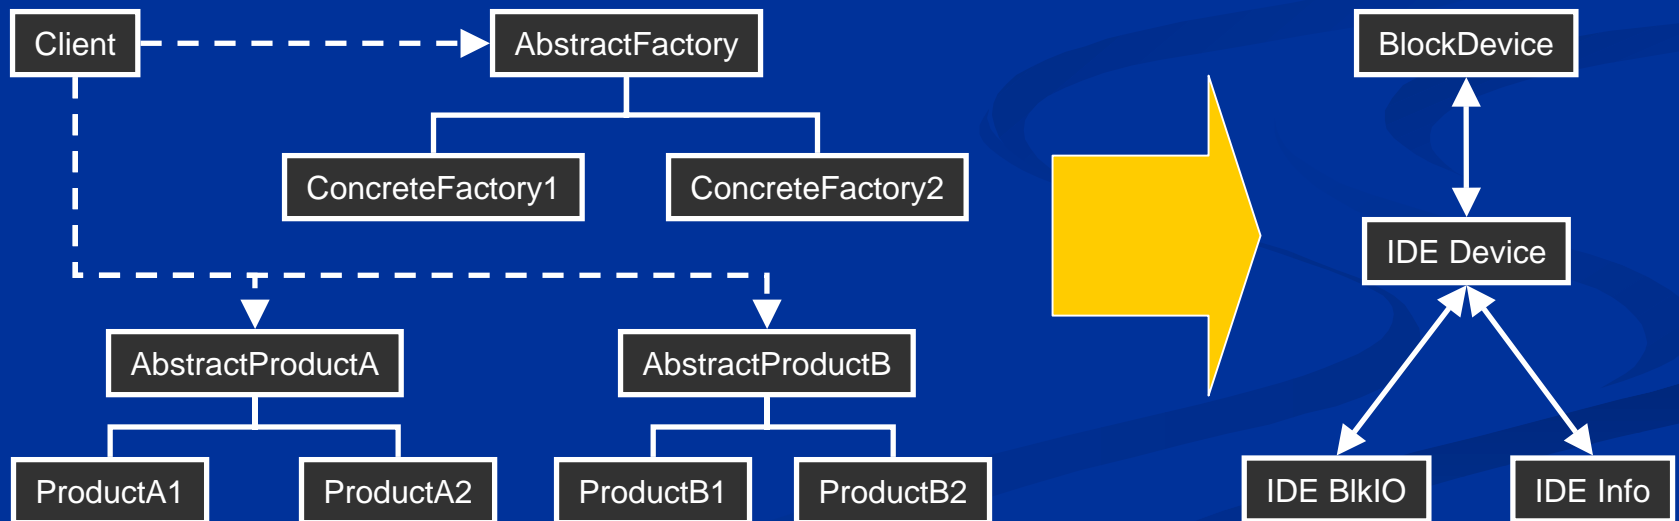 Client
AbstractFactory
ConcreteFactory1
ConcreteFactory2
AbstractProductA
AbstractProductB
ProductA1
ProductA2
ProductB1
ProductB2
BlockDevice
IDE Device
IDE BlkIO
IDE Info